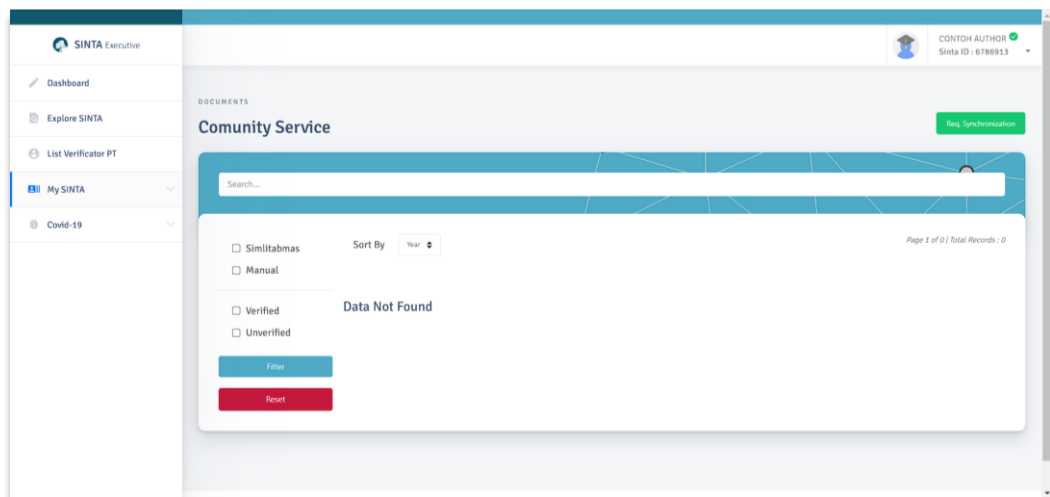 SINTA Executive
CONTOH AUTHOR
Sinta ID : 6786913
Dashboard
Explore SINTA
List Verificator PT
My SINTA
Covid-19
DOCUMENTS
Comunity Service
Req. Synchronization
Search...
Simlitabmas
Manual
Verified
Unverified
Filter
Reset
Sort By
Year
Page 1 of 0 | Total Records : 0
Data Not Found